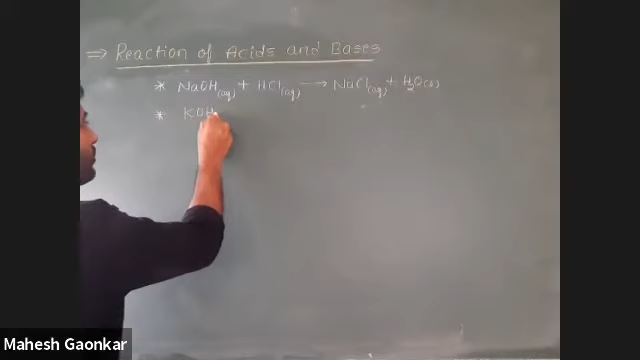 ⇒ Reaction of Acids and Bases
* NaOH(aq) + HCl(aq) → NaCl(aq) + H2O(l)
* KOH
Mahesh Gaonkar